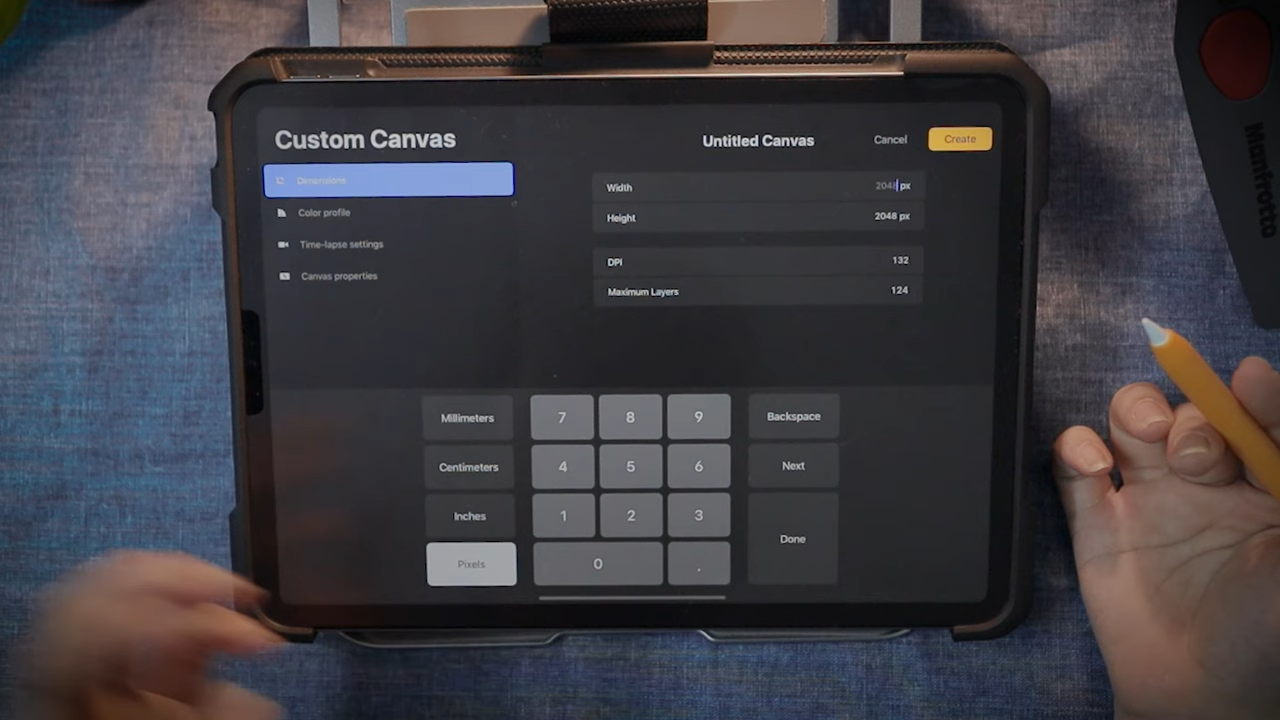 Custom Canvas
Untitled Canvas
Cancel
Create
Dimensions
Color profile
Time-lapse settings
Canvas properties
Width 2048 px
Height 2048 px
DPI 132
Maximum Layers 124
Millimeters 7 8 9 Backspace
Centimeters 4 5 6 Next
Inches 1 2 3
Done
Pixels 0 .
Manfrotto